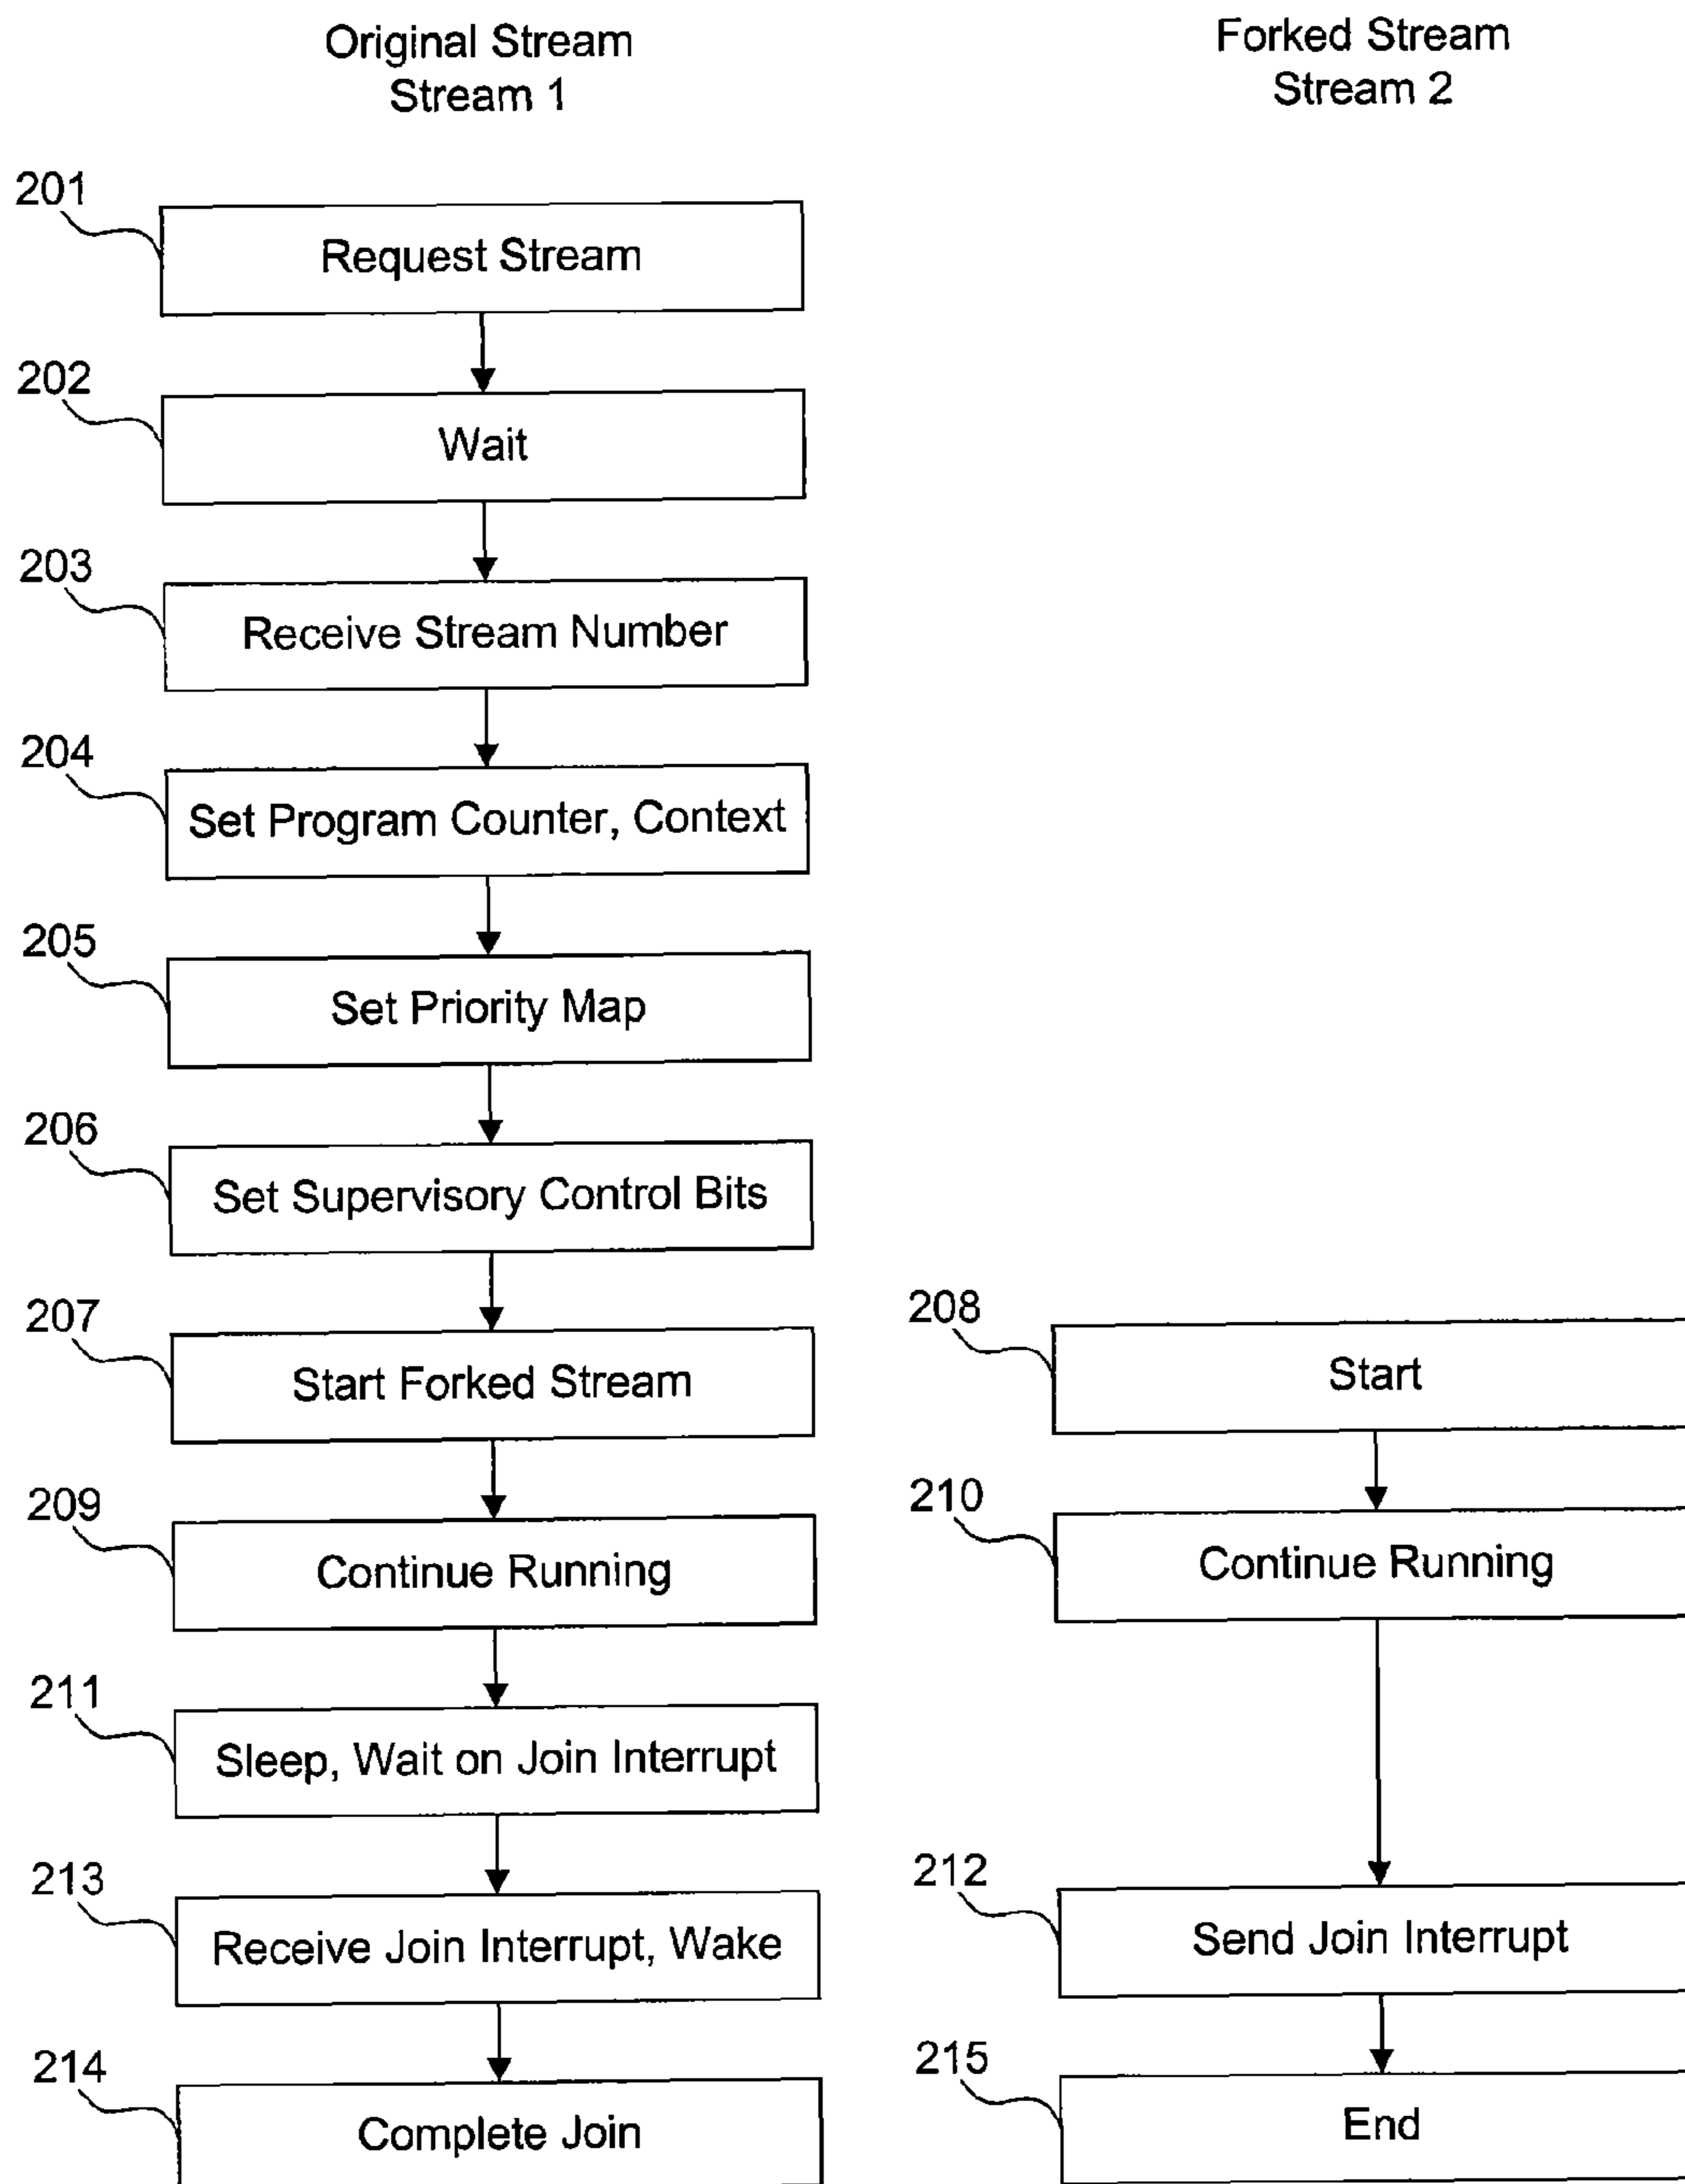 Original Stream
Stream 1
Forked Stream
Stream 2
201
Request Stream
202
Wait
203
Receive Stream Number
204
Set Program Counter, Context
205
Set Priority Map
206
Set Supervisory Control Bits
207
Start Forked Stream
208
Start
209
Continue Running
210
Continue Running
211
Sleep, Wait on Join Interrupt
212
Send Join Interrupt
213
Receive Join Interrupt, Wake
214
Complete Join
215
End